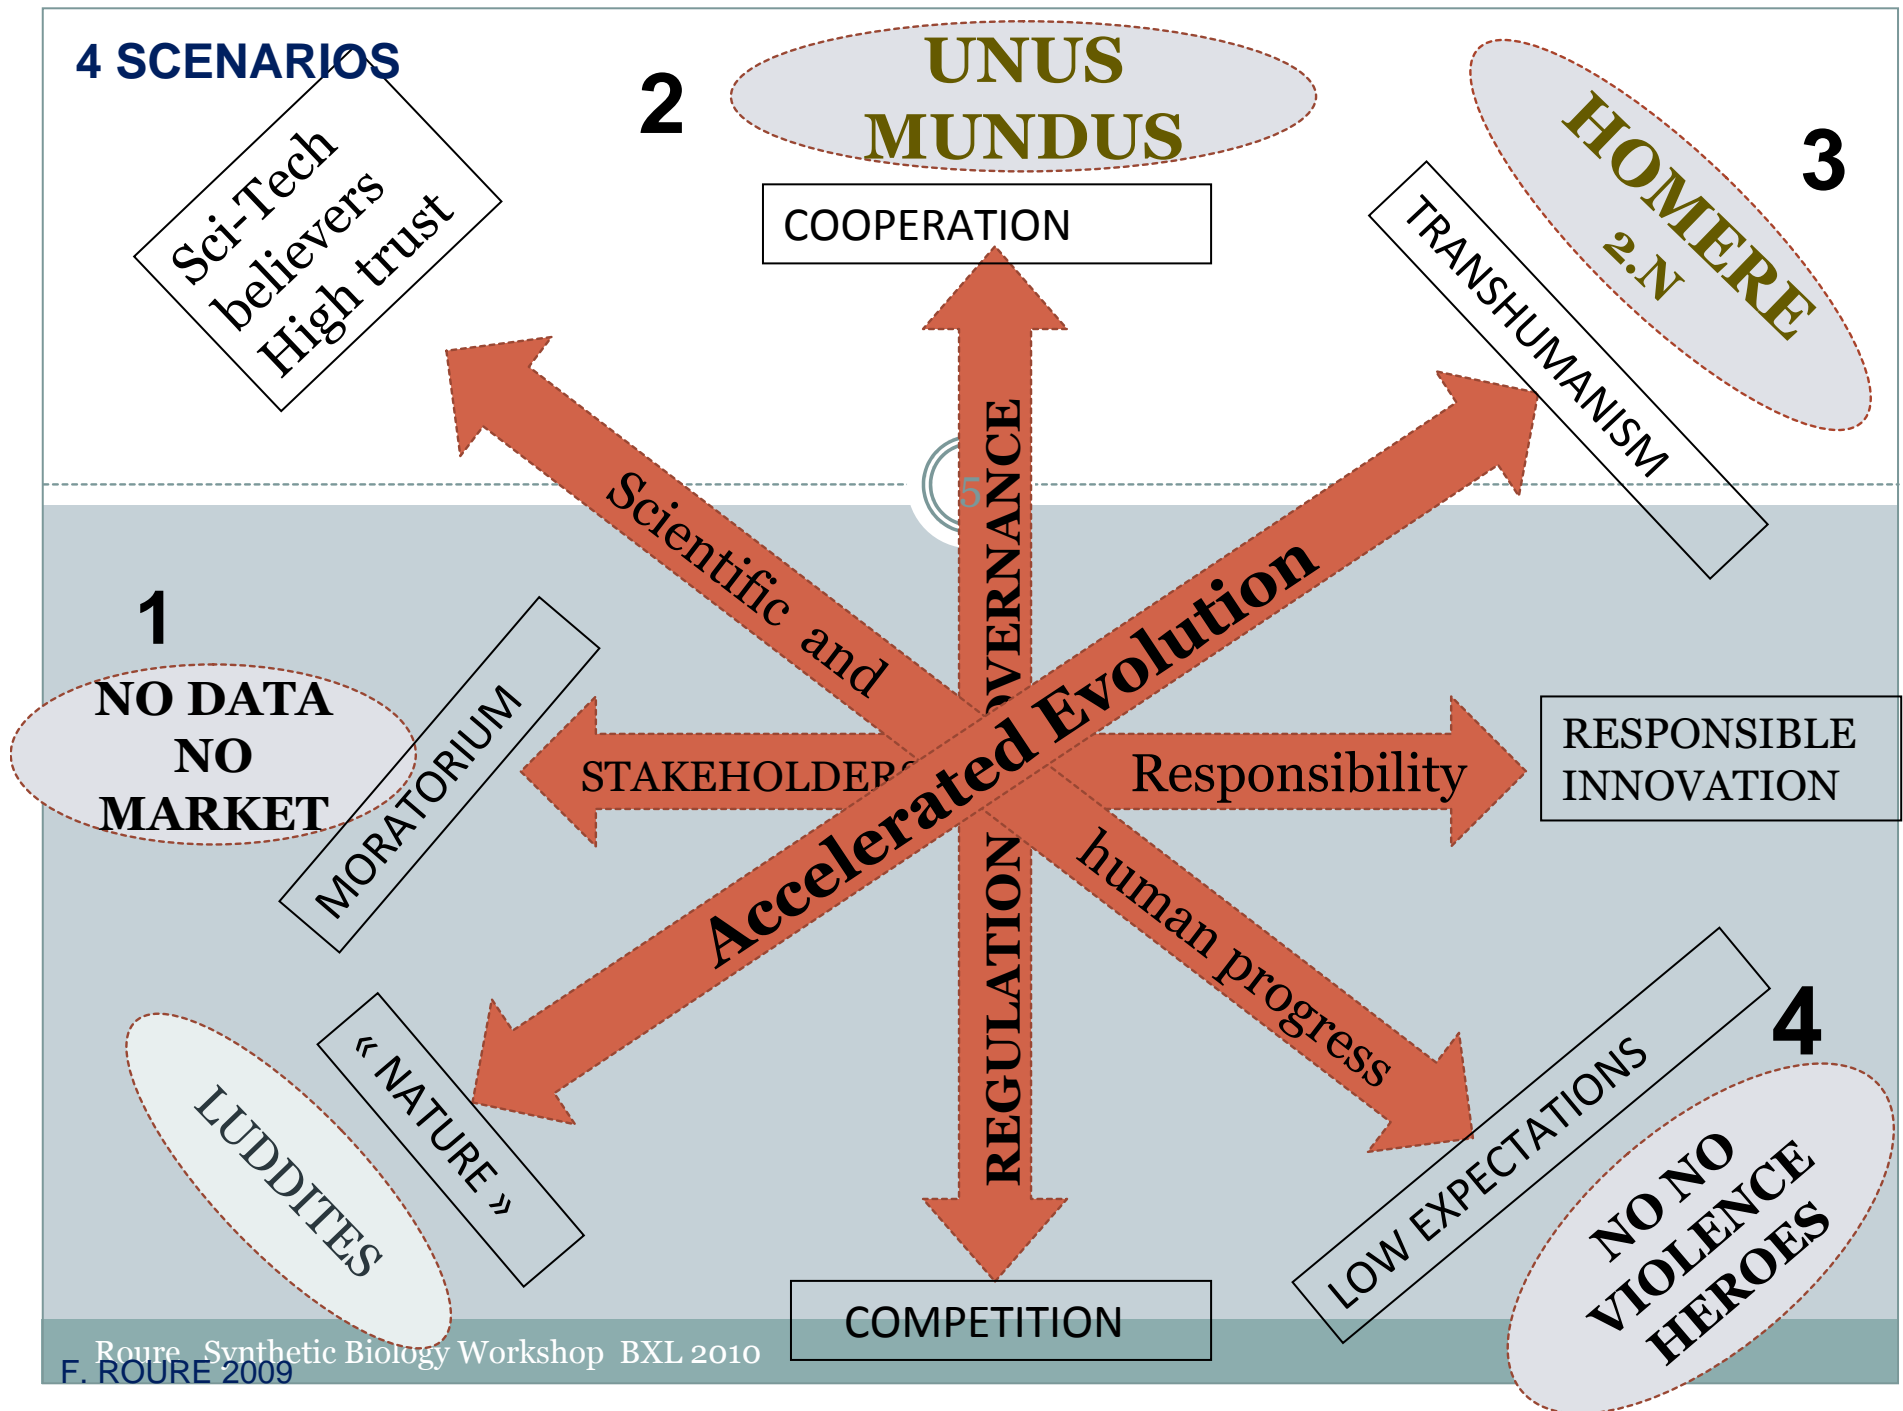 4 SCENARIOS
2
UNUS
MUNDUS
HOMERE
2.N
3
Sci-Tech
believers
High trust
COOPERATION
TRANSHUMANISM
5
Scientific and
human progress
REGULATION
OVERNANCE
Accelerated Evolution
1
NO DATA
NO
MARKET
MORATORIUM
STAKEHOLDERS
Responsibility
RESPONSIBLE
INNOVATION
LUDDITES
« NATURE »
COMPETITION
LOW EXPECTATIONS
4
NO NO
VIOLENCE
HEROES
Roure Synthetic Biology Workshop BXL 2010
F. ROURE 2009